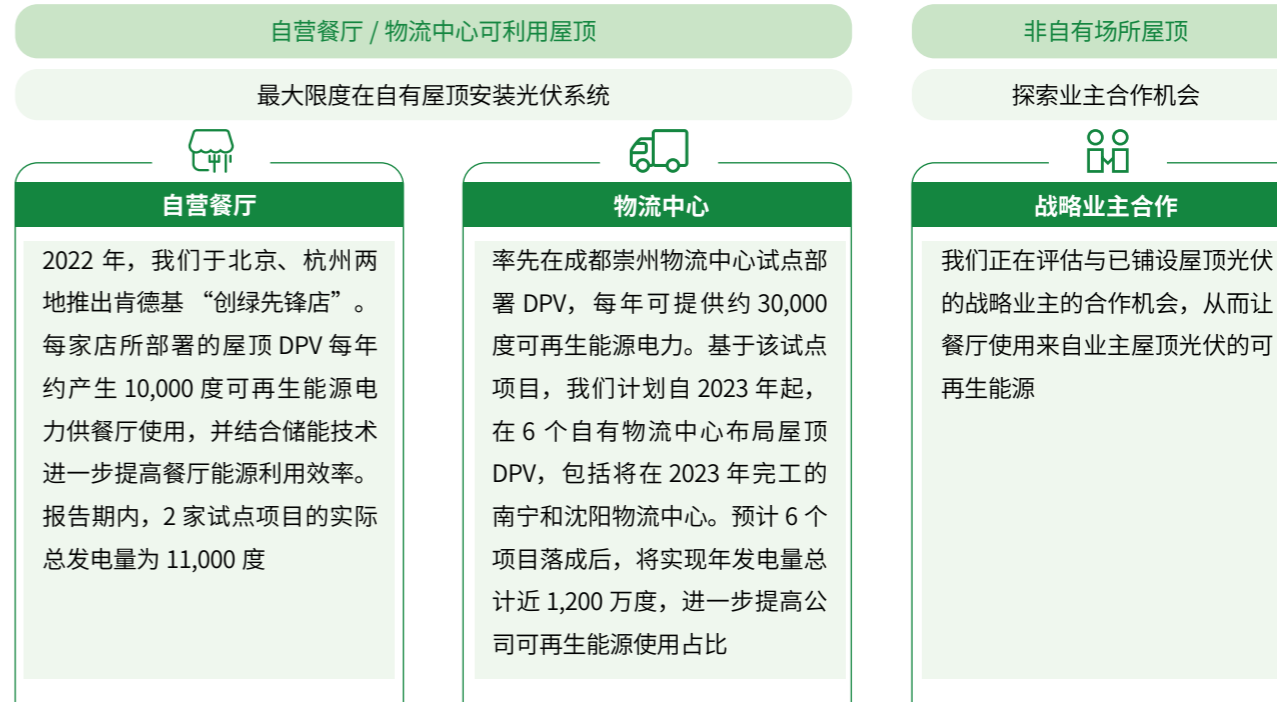 自营餐厅 / 物流中心可利用屋顶
最大限度在自有屋顶安装光伏系统
自营餐厅
2022 年，我们于北京、杭州两
地推出肯德基 “创绿先锋店”。
每家店所部署的屋顶 DPV 每年
约产生 10,000 度可再生能源电
力供餐厅使用，并结合储能技术
进一步提高餐厅能源利用效率。
报告期内，2 家试点项目的实际
总发电量为 11,000 度
物流中心
率先在成都崇州物流中心试点部
署 DPV，每年可提供约 30,000
度可再生能源电力。基于该试点
项目，我们计划自 2023 年起，
在 6 个自有物流中心布局屋顶
DPV，包括将在 2023 年完工的
南宁和沈阳物流中心。预计 6 个
项目落成后，将实现年发电量总
计近 1,200 万度，进一步提高公
司可再生能源使用占比
非自有场所屋顶
探索业主合作机会
战略业主合作
我们正在评估与已铺设屋顶光伏
的战略业主的合作机会，从而让
餐厅使用来自业主屋顶光伏的可
再生能源